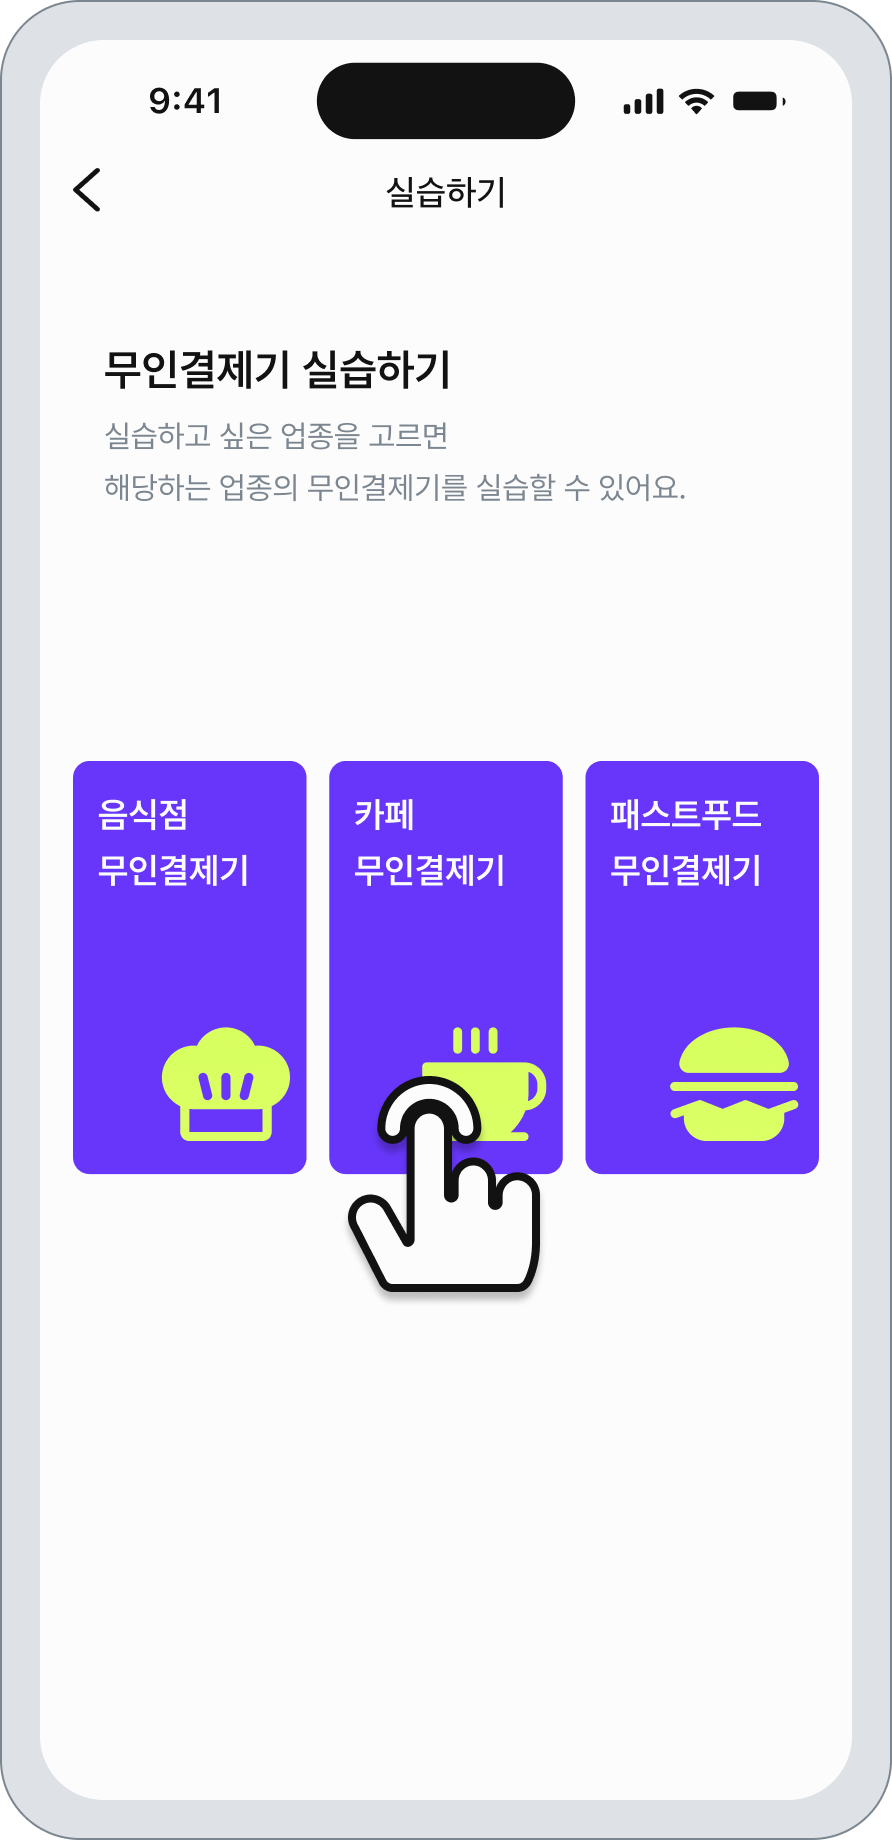 9:41
실습하기
무인결제기 실습하기
실습하고 싶은 업종을 고르면
해당하는 업종의 무인결제기를 실습할 수 있어요.
음식점
무인결제기
카페
무인결제기
패스트푸드
무인결제기